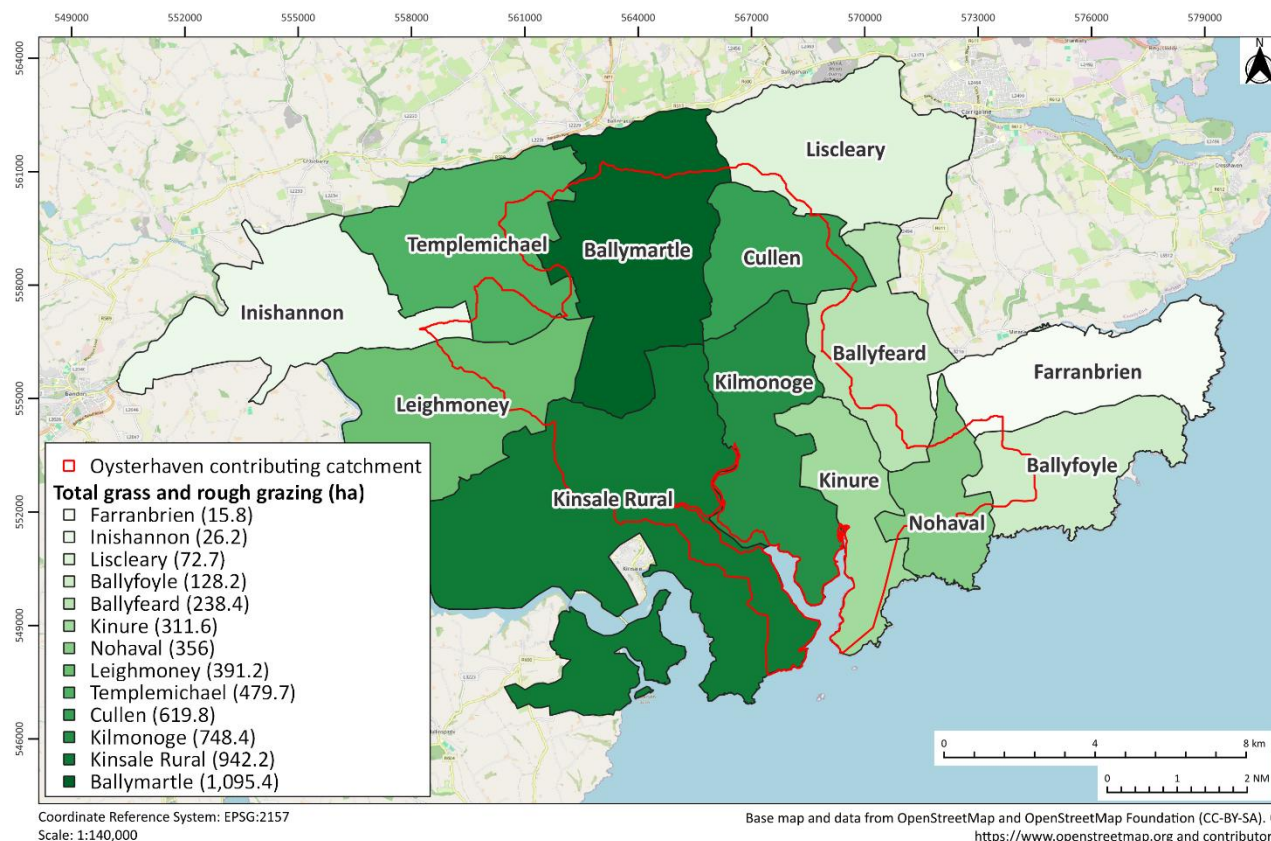 549000 552000 555000 558000 561000 564000 567000 570000 573000 576000 579000
564000
561000
558000
555000
552000
549000
546000
N
Liscleary
Templemichael
Ballymartle
Cullen
Inishannon
Ballyfeard
Farranbrien
Kilmonoge
Leighmoney
Ballyfoyle
Kinure
Kinsale Rural
Nohaval
Carrigaline
Bandon
Kinsale
Oysterhaven contributing catchment
Total grass and rough grazing (ha)
Farranbrien (15.8)
Inishannon (26.2)
Liscleary (72.7)
Ballyfoyle (128.2)
Ballyfeard (238.4)
Kinure (311.6)
Nohaval (356)
Leighmoney (391.2)
Templemichael (479.7)
Cullen (619.8)
Kilmonoge (748.4)
Kinsale Rural (942.2)
Ballymartle (1,095.4)
0 4 8 km
0 1 2 NM
Coordinate Reference System: EPSG:2157
Scale: 1:140,000
Base map and data from OpenStreetMap and OpenStreetMap Foundation (CC-BY-SA).
https://www.openstreetmap.org and contributor